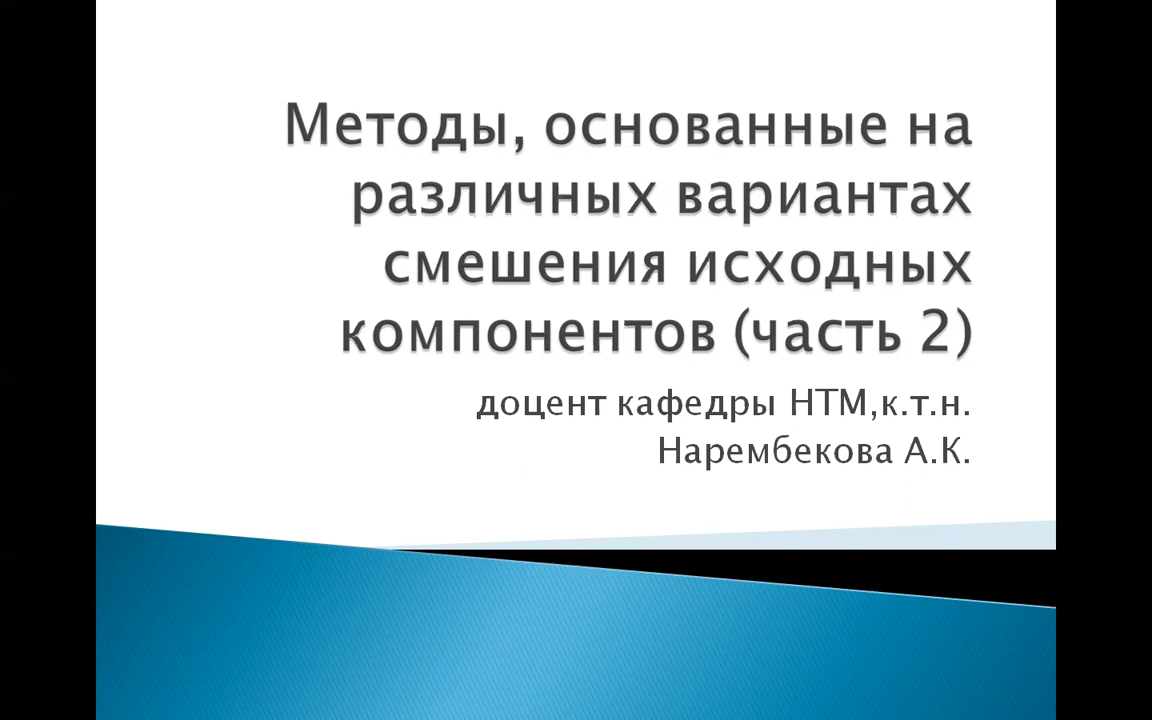 Методы, основанные на
различных вариантах
смешения исходных
компонентов (часть 2)
доцент кафедры НТМ,к.т.н.
Нарембекова А.К.